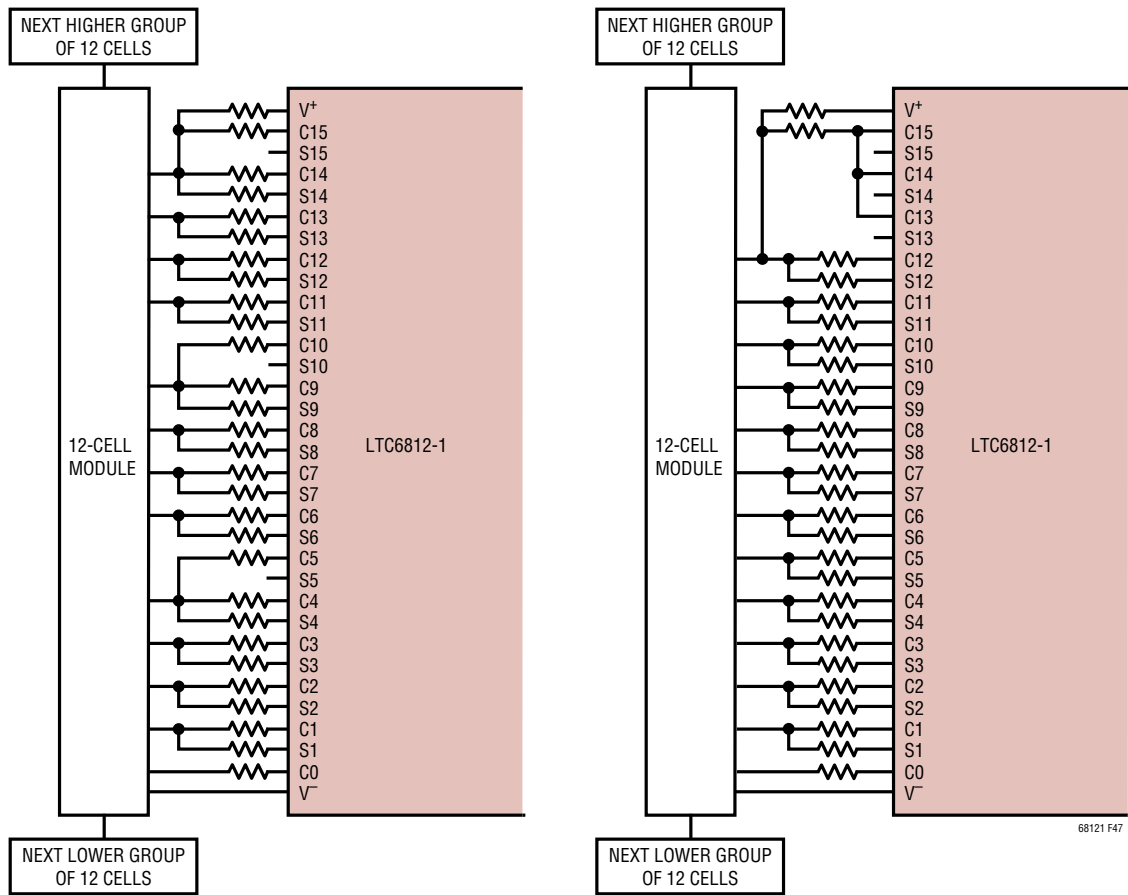 NEXT HIGHER GROUP
OF 12 CELLS
V+
C15
S15
C14
S14
C13
S13
C12
S12
C11
S11
C10
S10
C9
S9
C8
S8
C7
S7
C6
S6
C5
S5
C4
S4
C3
S3
C2
S2
C1
S1
C0
V–
12-CELL
MODULE
LTC6812-1
NEXT LOWER GROUP
OF 12 CELLS
NEXT HIGHER GROUP
OF 12 CELLS
V+
C15
S15
C14
S14
C13
S13
C12
S12
C11
S11
C10
S10
C9
S9
C8
S8
C7
S7
C6
S6
C5
S5
C4
S4
C3
S3
C2
S2
C1
S1
C0
V–
12-CELL
MODULE
LTC6812-1
NEXT LOWER GROUP
OF 12 CELLS
68121 F47